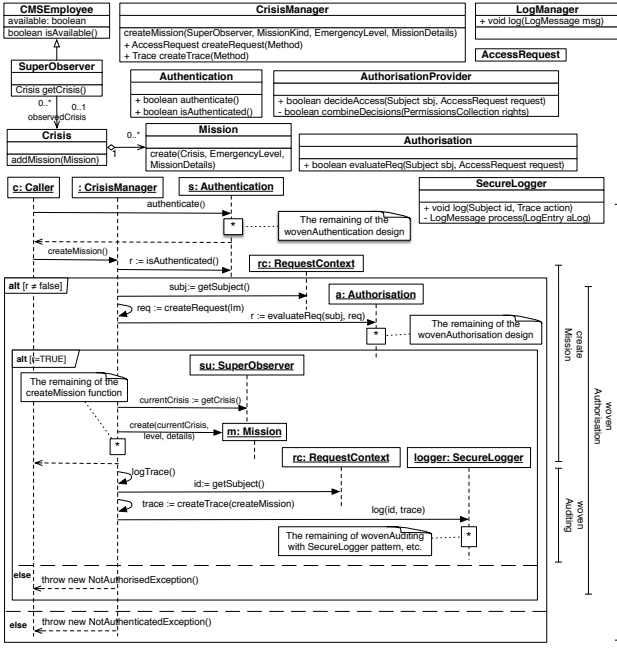 CMSEmployee
available: boolean
boolean isAvailable()
CrisisManager
createMission(SuperObserver, MissionKind, EmergencyLevel, MissionDetails)
+ AccessRequest createRequest(Method)
+ Trace createTrace(Method)
LogManager
+ void log(LogMessage msg)
AccessRequest
SuperObserver
Crisis getCrisis()
0..*
0..1
observedCrisis
Authentication
+ boolean authenticate()
+ boolean isAuthenticated()
AuthorisationProvider
+ boolean decideAccess(Subject sbj, AccessRequest request)
- boolean combineDecisions(PermissionsCollection rights)
Crisis
addMission(Mission)
1
0..*
Mission
create(Crisis, EmergencyLevel,
MissionDetails)
Authorisation
+ boolean evaluateReq(Subject sbj, AccessRequest request)
SecureLogger
+ void log(Subject id, Trace action)
- LogMessage process(LogEntry aLog)
c: Caller
: CrisisManager
s: Authentication
authenticate()
*
The remaining of the
wovenAuthentication design
createMission()
r := isAuthenticated()
rc: RequestContext
alt [r ≠ false]
subj:= getSubject()
a: Authorisation
req := createRequest(lm)
r := evaluateReq(subj, req)
*
The remaining of the
wovenAuthorisation design
alt [r=TRUE]
su: SuperObserver
The remaining of the
createMission function
currentCrisis := getCrisis()
create(currentCrisis,
level, details)
m: Mission
*
rc: RequestContext
logger: SecureLogger
logTrace()
id:= getSubject()
trace := createTrace(createMission)
log(id, trace)
*
The remaining of wovenAuditing
with SecureLogger pattern, etc.
else
throw new NotAuthorisedException()
else
throw new NotAuthenticatedException()
create
Mission
woven
Authorisation
woven
Auditing